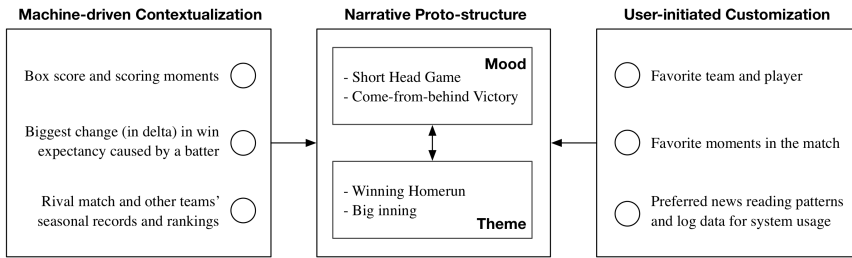 Machine-driven Contextualization
Box score and scoring moments
Biggest change (in delta) in win
expectancy caused by a batter
Rival match and other teams'
seasonal records and rankings
Narrative Proto-structure
Mood
- Short Head Game
- Come-from-behind Victory
- Winning Homerun
- Big inning
Theme
User-initiated Customization
Favorite team and player
Favorite moments in the match
Preferred news reading patterns
and log data for system usage